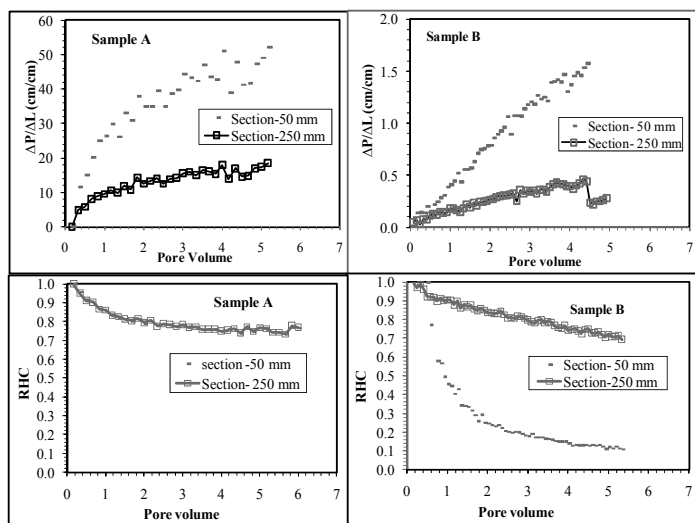 Sample A
ΔP/ΔL (cm/cm)
60
50
40
30
20
10
0
Section-50 mm
Section-250 mm
0 1 2 3 4 5 6 7
Pore Volume
Sample B
ΔP/ΔL (cm/cm)
2.0
1.5
1.0
0.5
0.0
Section- 50 mm
Section- 250 mm
0 1 2 3 4 5 6 7
Pore volume
Sample A
RHC
1.0
0.9
0.8
0.7
0.6
0.5
0.4
0.3
0.2
0.1
0.0
section -50 mm
Section- 250 mm
0 1 2 3 4 5 6 7
Pore volume
Sample B
RHC
1.0
0.9
0.8
0.7
0.6
0.5
0.4
0.3
0.2
0.1
0.0
Section - 50 mm
Section-250 mm
0 1 2 3 4 5 6 7
Pore volume